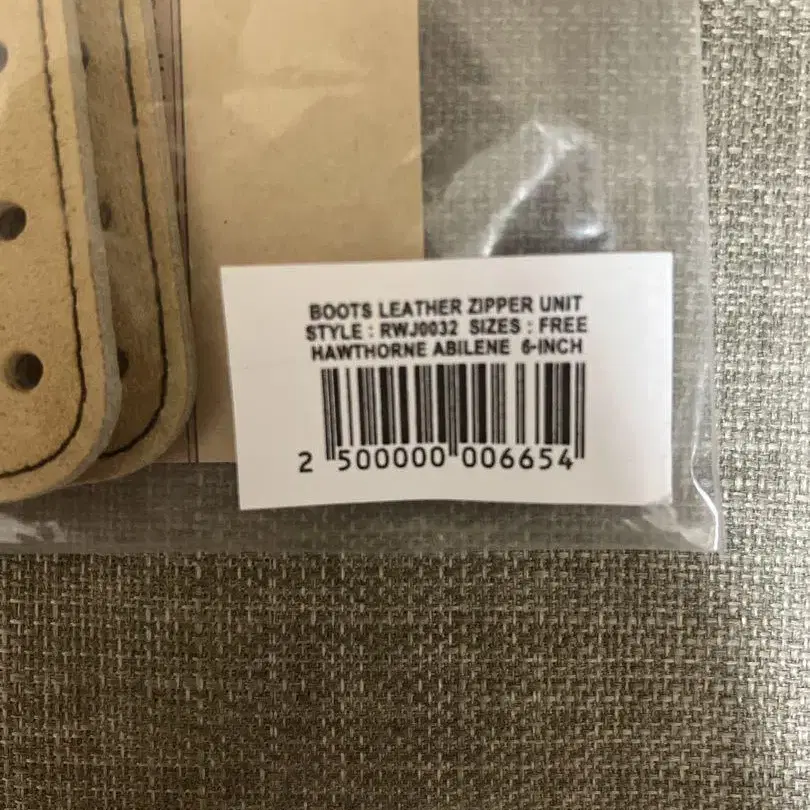 BOOTS LEATHER ZIPPER UNIT
STYLE : RWJ0032 SIZES : FREE
HAWTHORNE ABILENE 6-INCH
2 500000 006654